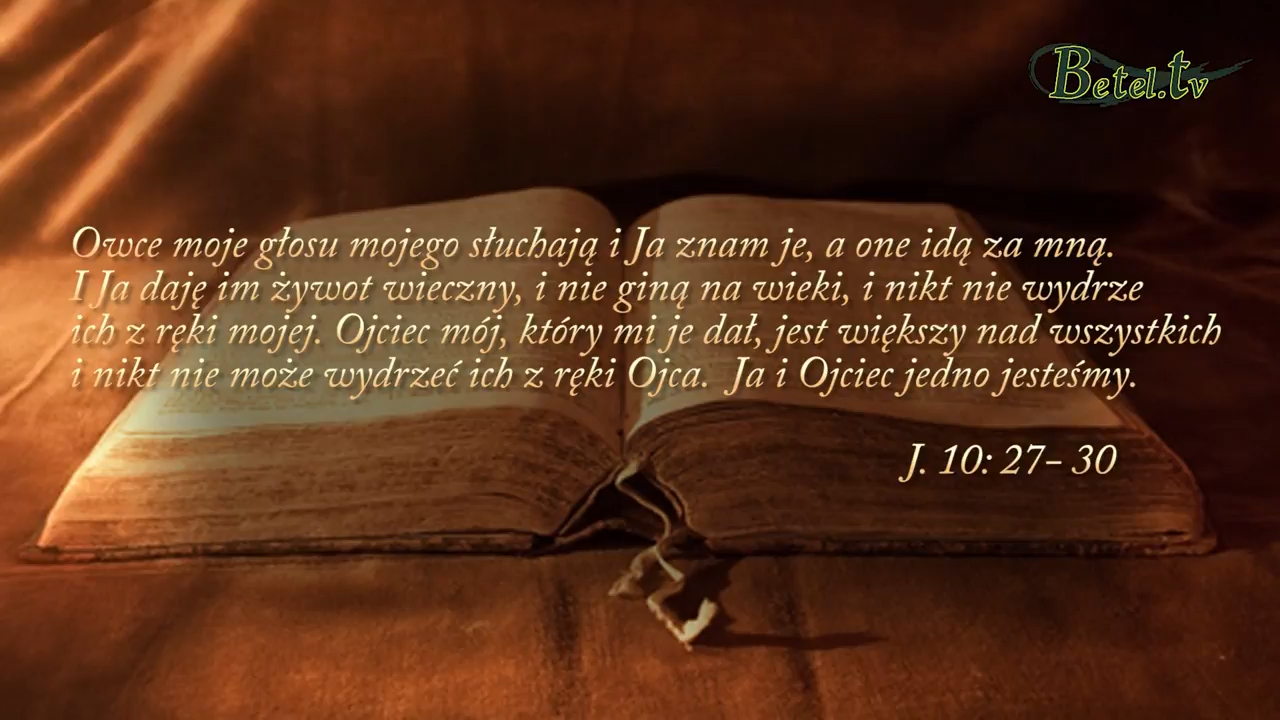 Betel.tv
Owce moje głosu mojego słuchają i Ja znam je, a one idą za mną.
I Ja daję im żywot wieczny, i nie giną na wieki, i nikt nie wydrze
ich z ręki mojej. Ojciec mój, który mi je dał, jest większy nad wszystkich
i nikt nie może wydrzeć ich z ręki Ojca. Ja i Ojciec jedno jesteśmy.
J. 10: 27– 30